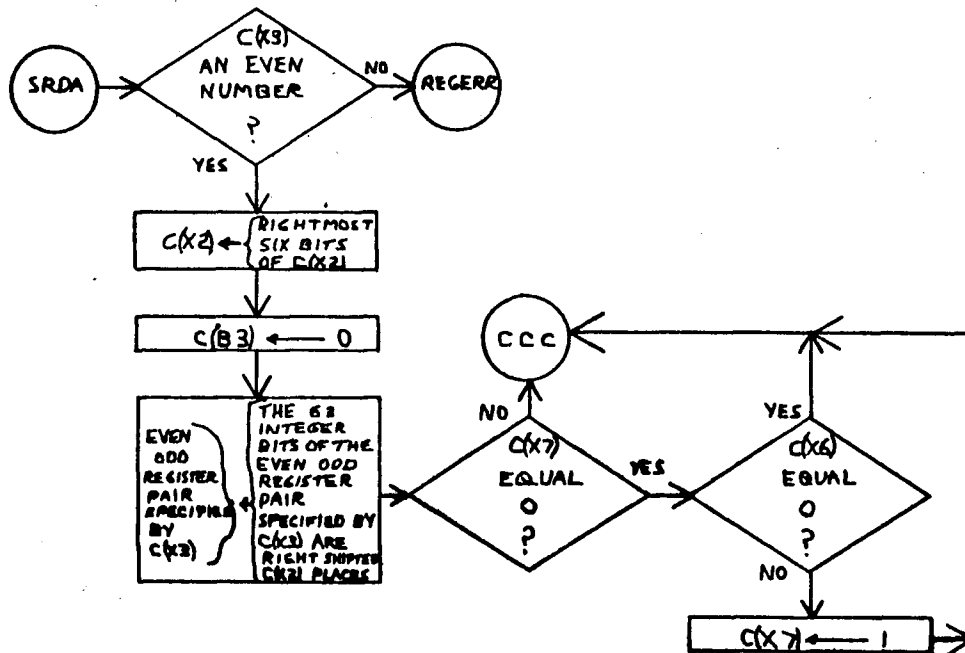 SRDA
C(X3)
AN EVEN
NUMBER
?
NO
REGERR
YES
C(X2) ← RIGHTMOST
SIX BITS
OF C(X2)
C(B3) ← 0
EVEN
ODD
REGISTER
PAIR
SPECIFIED
BY
C(X3)
THE 63
INTEGER
BITS OF THE
EVEN ODD
REGISTER
PAIR
SPECIFIED BY
C(X3) ARE
RIGHT SHIFTED
C(X2) PLACES
CCC
NO
C(X7)
EQUAL
0
?
YES
YES
C(X6)
EQUAL
0
?
NO
C(X7) ← 1